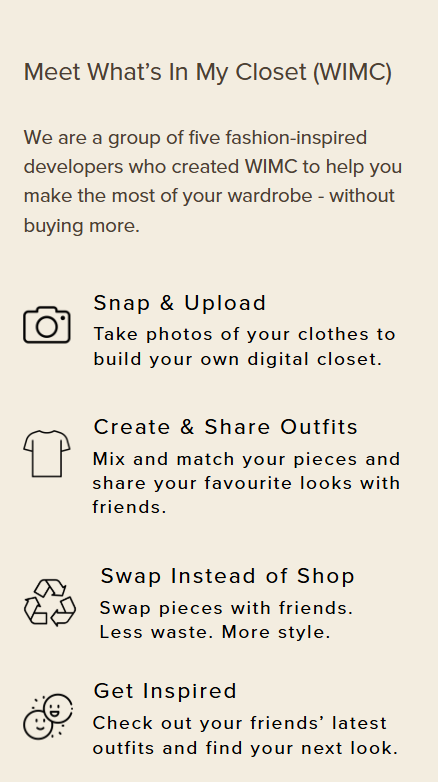 Meet What’s In My Closet (WIMC)
We are a group of five fashion-inspired
developers who created WIMC to help you
make the most of your wardrobe - without
buying more.
Snap & Upload
Take photos of your clothes to
build your own digital closet.
Create & Share Outfits
Mix and match your pieces and
share your favourite looks with
friends.
Swap Instead of Shop
Swap pieces with friends.
Less waste. More style.
Get Inspired
Check out your friends’ latest
outfits and find your next look.